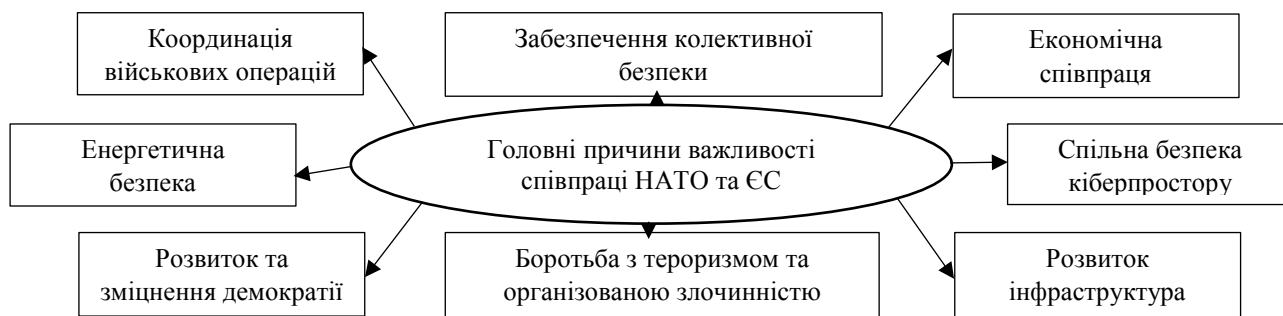 Координація
військових операцій
Забезпечення колективної
безпеки
Економічна
співпраця
Енергетична
безпека
Головні причини важливості
співпраці НАТО та ЄС
Спільна безпека
кіберпростору
Розвиток та
зміцнення демократії
Боротьба з тероризмом та
організованою злочинністю
Розвиток
інфраструктура